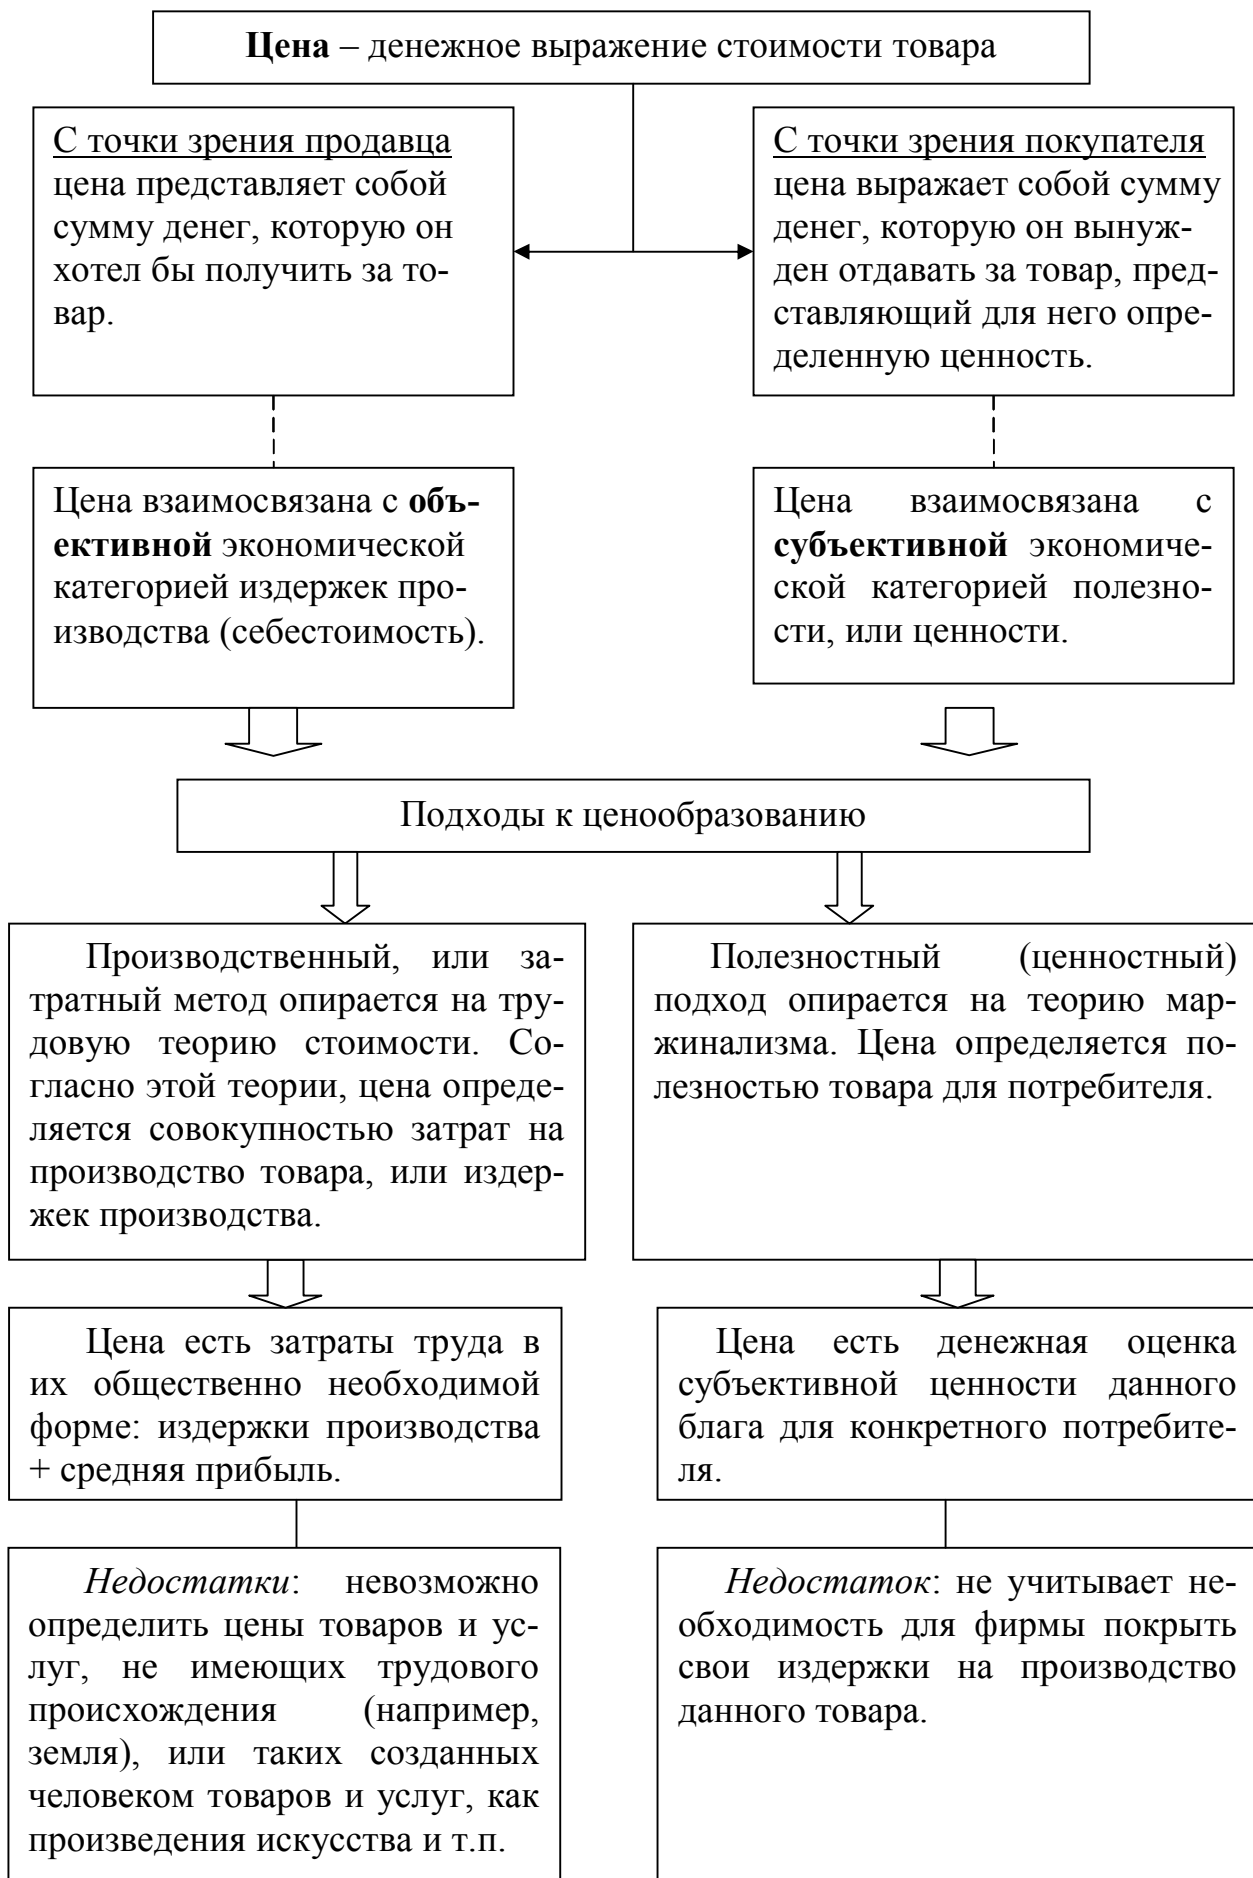 Цена – денежное выражение стоимости товара
С точки зрения продавца
цена представляет собой
сумму денег, которую он
хотел бы получить за то-
вар.
С точки зрения покупателя
цена выражает собой сумму
денег, которую он вынуж-
ден отдавать за товар, пред-
ставляющий для него опре-
деленную ценность.
Цена взаимосвязана с объ-
ективной экономической
категорией издержек про-
изводства (себестоимость).
Цена взаимосвязана с
субъективной экономиче-
ской категорией полезно-
сти, или ценности.
Подходы к ценообразованию
Производственный, или за-
тратный метод опирается на тру-
довую теорию стоимости. Со-
гласно этой теории, цена опреде-
ляется совокупностью затрат на
производство товара, или издер-
жек производства.
Полезностный (ценностный)
подход опирается на теорию мар-
жинализма. Цена определяется по-
лезностью товара для потребителя.
Цена есть затраты труда в
их общественно необходимой
форме: издержки производства
+ средняя прибыль.
Цена есть денежная оценка
субъективной ценности данного
блага для конкретного потребите-
ля.
Недостатки: невозможно
определить цены товаров и ус-
луг, не имеющих трудового
происхождения (например,
земля), или таких созданных
человеком товаров и услуг, как
произведения искусства и т.п.
Недостаток: не учитывает не-
обходимость для фирмы покрыть
свои издержки на производство
данного товара.